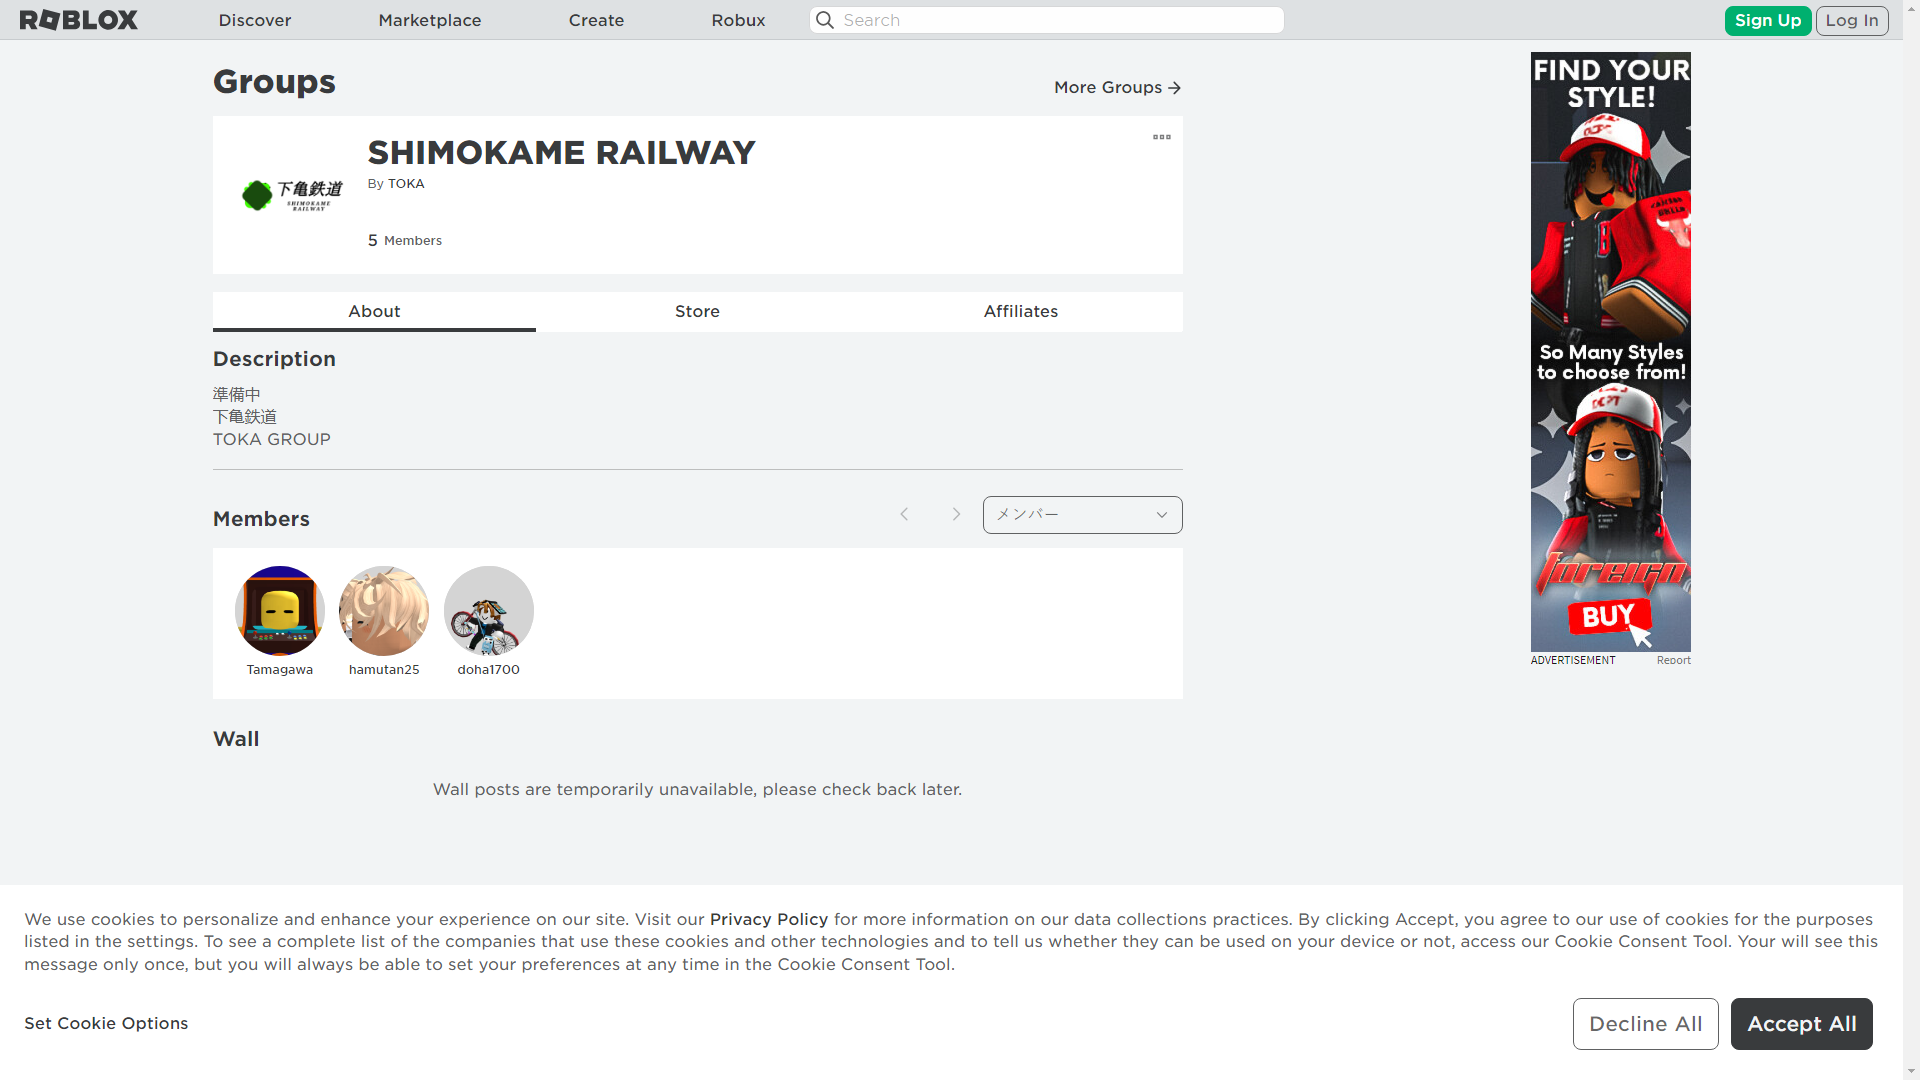 ROBLOX
Discover
Marketplace
Create
Robux
Search
Sign Up
Log In
Groups
More Groups
下亀鉄道
SHIMOKAME
RAILWAY
SHIMOKAME RAILWAY
By TOKA
5 Members
About
Store
Affiliates
Description
準備中
下亀鉄道
TOKA GROUP
Members
メンバー
Tamagawa
hamutan25
doha1700
Wall
Wall posts are temporarily unavailable, please check back later.
FIND YOUR
STYLE!
So Many Styles
to choose from!
foreign
BUY
ADVERTISEMENT
Report
We use cookies to personalize and enhance your experience on our site. Visit our Privacy Policy for more information on our data collections practices. By clicking Accept, you agree to our use of cookies for the purposes
listed in the settings. To see a complete list of the companies that use these cookies and other technologies and to tell us whether they can be used on your device or not, access our Cookie Consent Tool. Your will see this
message only once, but you will always be able to set your preferences at any time in the Cookie Consent Tool.
Set Cookie Options
Decline All
Accept All